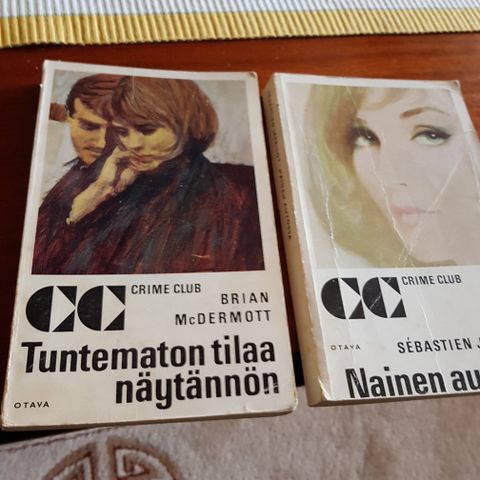 CC CRIME CLUB
BRIAN
McDERMOTT
Tuntematon tilaa
näytännön
OTAVA
CC CRIME CLUB
OTAVA
SÉBASTIEN J
Nainen au